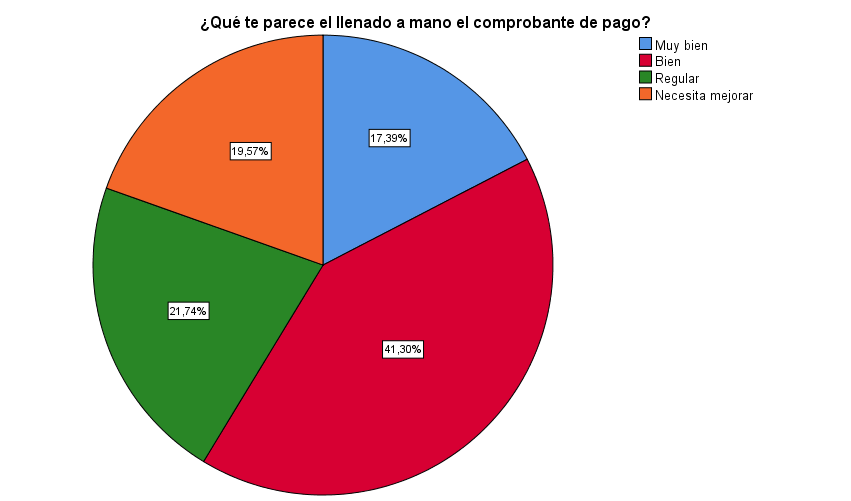 ¿Qué te parece el llenado a mano el comprobante de pago?
Muy bien
Bien
Regular
Necesita mejorar
17,39%
19,57%
21,74%
41,30%